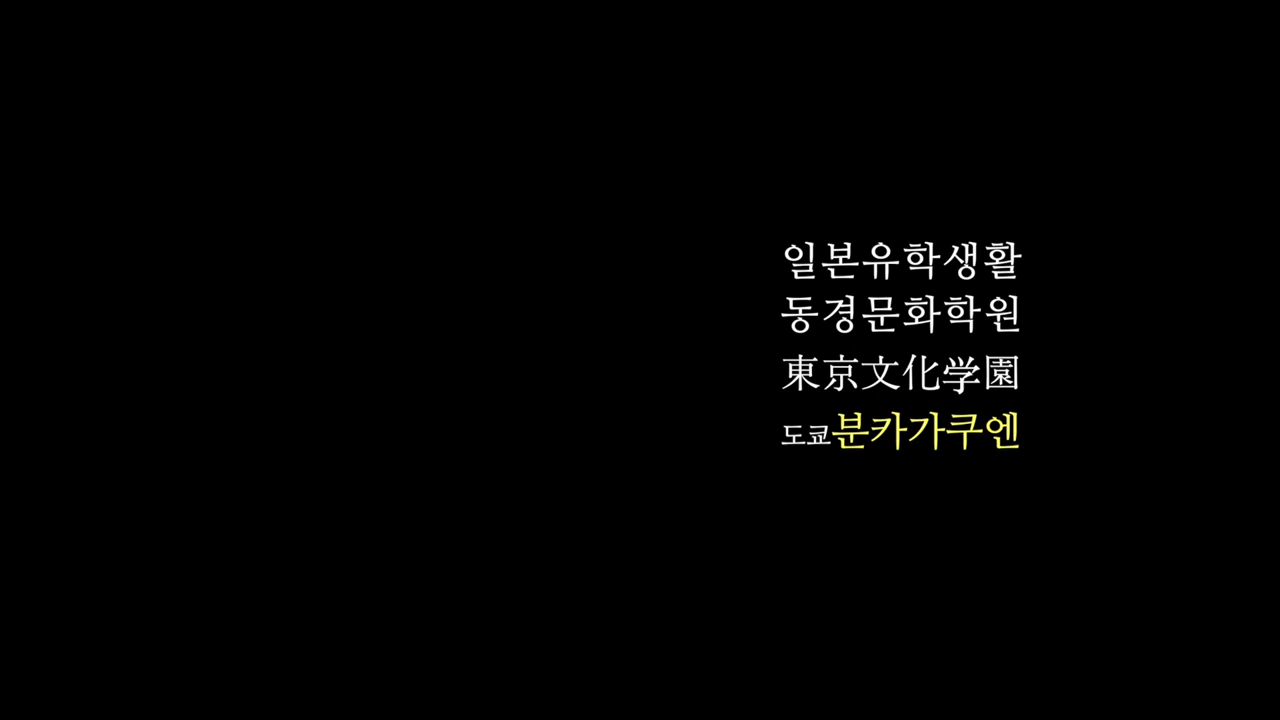 일본유학생활
동경문화학원
東京文化学園
도쿄분카가쿠엔